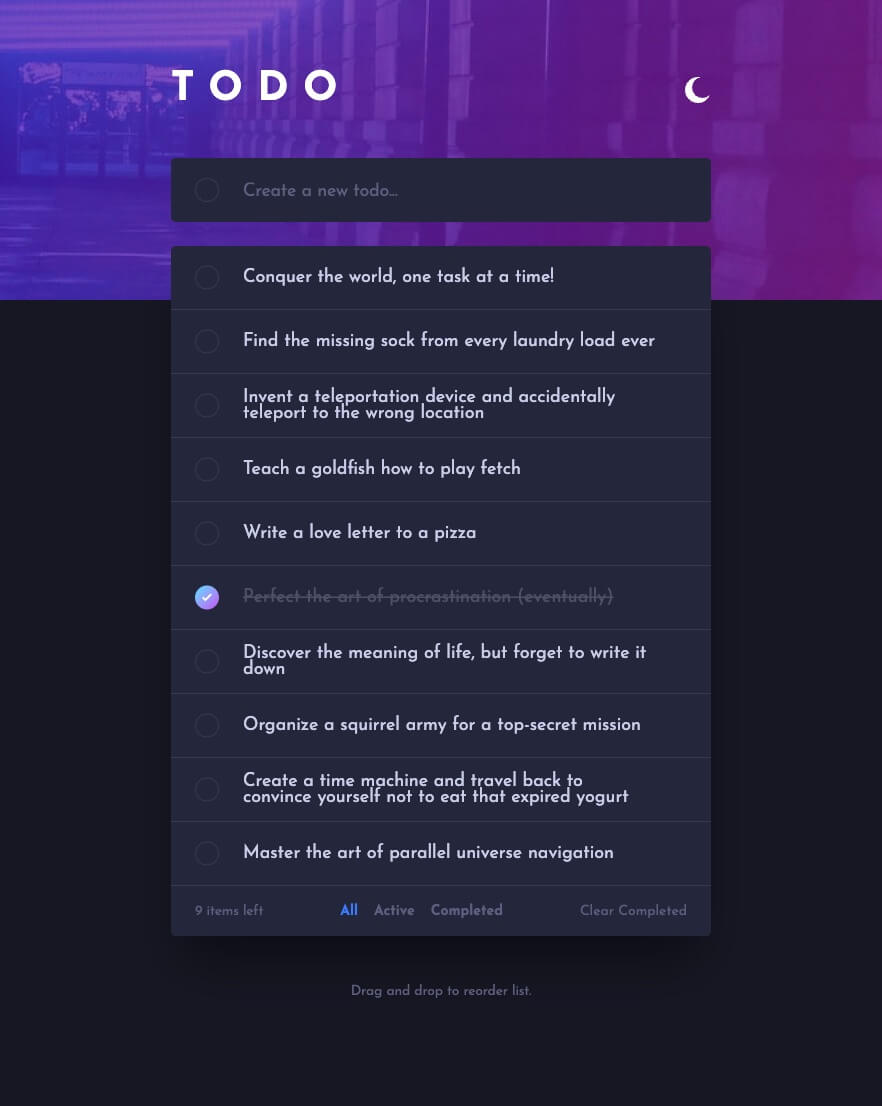 TODO
Create a new todo...
Conquer the world, one task at a time!
Find the missing sock from every laundry load ever
Invent a teleportation device and accidentally
teleport to the wrong location
Teach a goldfish how to play fetch
Write a love letter to a pizza
Perfect the art of procrastination (eventually)
Discover the meaning of life, but forget to write it
down
Organize a squirrel army for a top-secret mission
Create a time machine and travel back to
convince yourself not to eat that expired yogurt
Master the art of parallel universe navigation
9 items left All Active Completed Clear Completed
Drag and drop to reorder list.